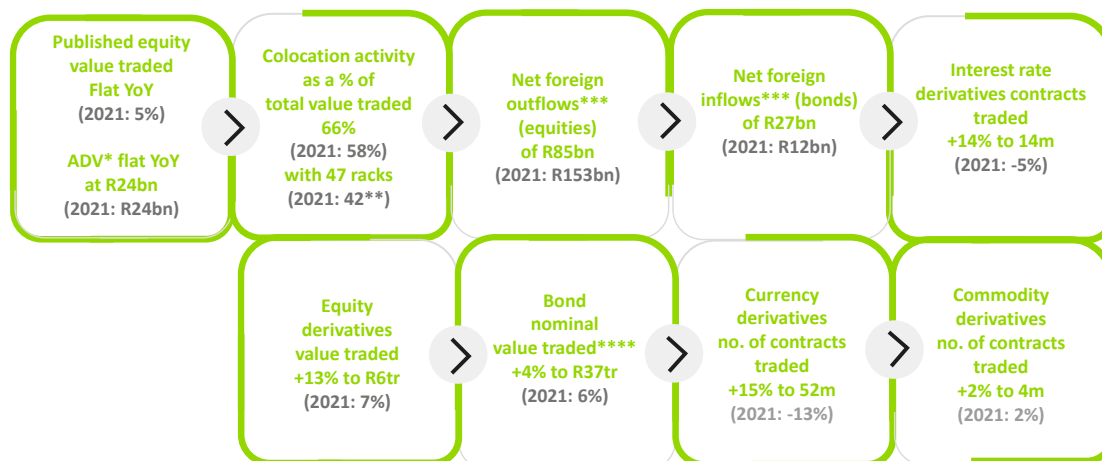 Published equity
value traded
Flat YoY
(2021: 5%)
ADV* flat YoY
at R24bn
(2021: R24bn)
Colocation activity
as a % of
total value traded
66%
(2021: 58%)
with 47 racks
(2021: 42**)
Net foreign
outflows***
(equities)
of R85bn
(2021: R153bn)
Net foreign
inflows*** (bonds)
of R27bn
(2021: R12bn)
Interest rate
derivatives contracts
traded
+14% to 14m
(2021: -5%)
Equity
derivatives
value traded
+13% to R6tr
(2021: 7%)
Bond
nominal
value traded****
+4% to R37tr
(2021: 6%)
Currency
derivatives
no. of contracts
traded
+15% to 52m
(2021: -13%)
Commodity
derivatives
no. of contracts
traded
+2% to 4m
(2021: 2%)